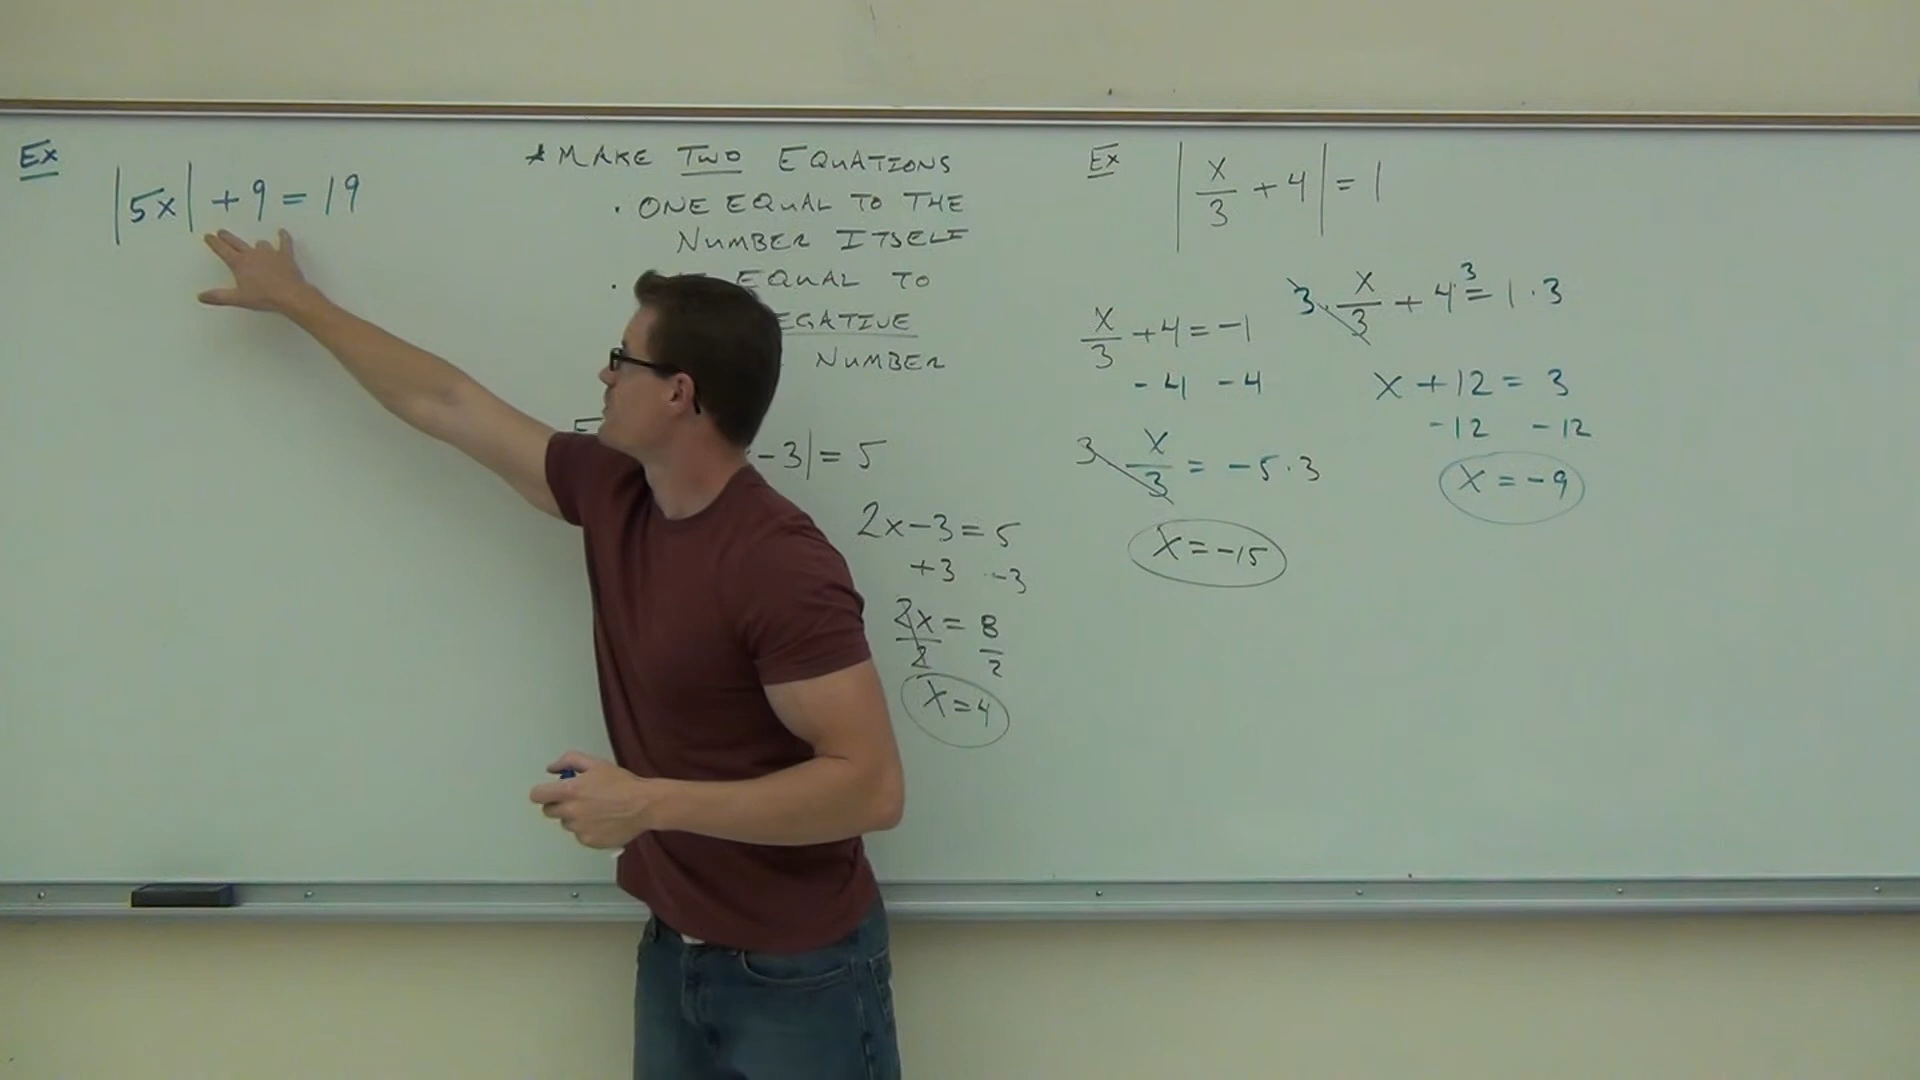 Ex
|5x| + 9 = 19
* MAKE TWO EQUATIONS
· ONE EQUAL TO THE
NUMBER ITSELF
· EQUAL TO
EGATIVE
NUMBER
- 3| = 5
2x - 3 = 5
+3 -3
2x = 8
2 2
x = 4
Ex
|x/3 + 4| = 1
x/3 + 4 = -1
-4 -4
3 x/3 = -5 · 3
x = -15
3 · x/3 + 4 · 3 = 1 · 3
x + 12 = 3
-12 -12
x = -9